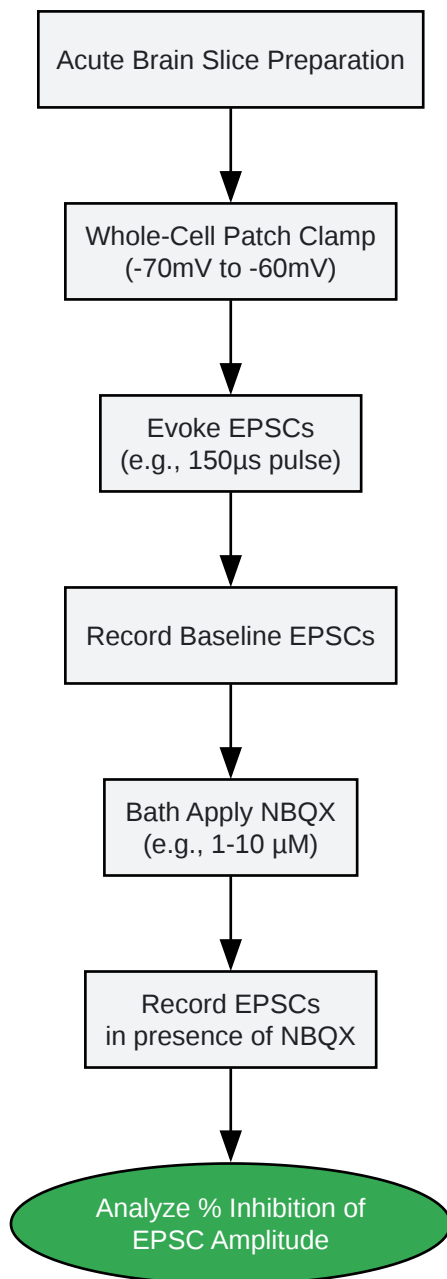 Acute Brain Slice Preparation
Whole-Cell Patch Clamp
(-70mV to -60mV)
Evoke EPSCs
(e.g., 150µs pulse)
Record Baseline EPSCs
Bath Apply NBQX
(e.g., 1-10 µM)
Record EPSCs
in presence of NBQX
Analyze % Inhibition of
EPSC Amplitude